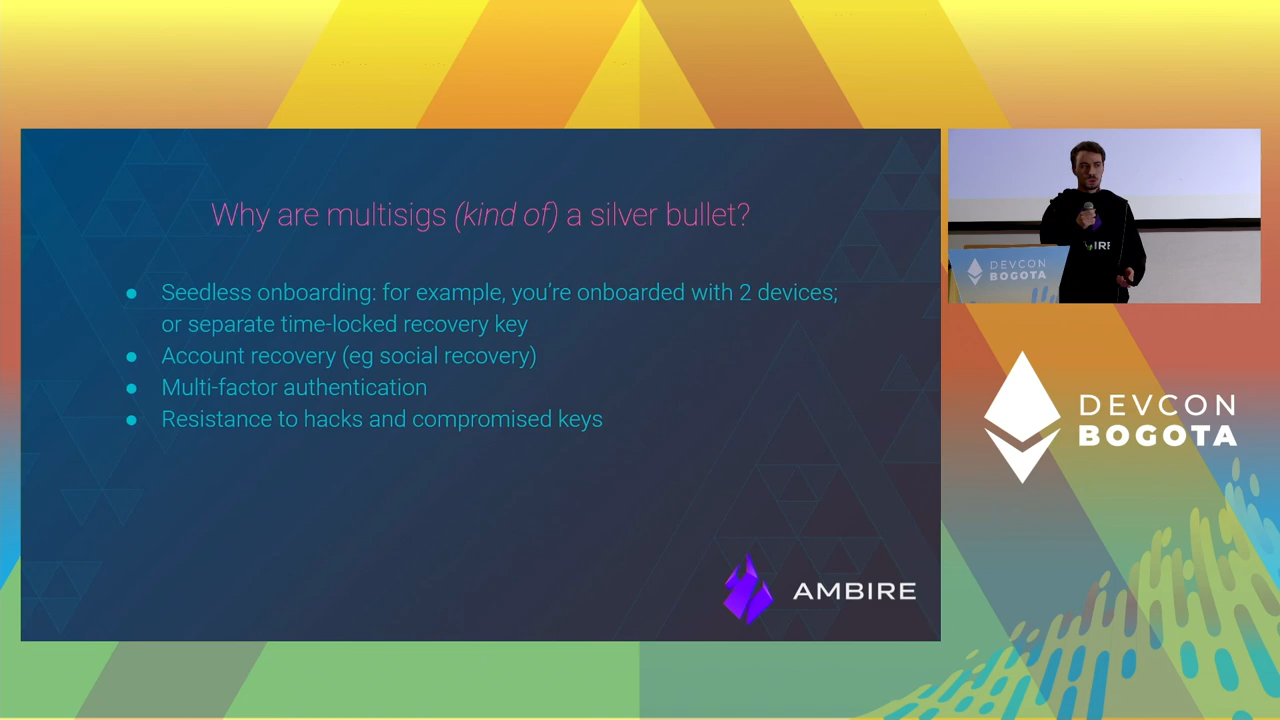 Why are multisigs (kind of) a silver bullet?
● Seedless onboarding: for example, you're onboarded with 2 devices;
or separate time-locked recovery key
● Account recovery (eg social recovery)
● Multi-factor authentication
● Resistance to hacks and compromised keys
AMBIRE
DEVCON
BOGOTA
DEVCON
BOGOTA